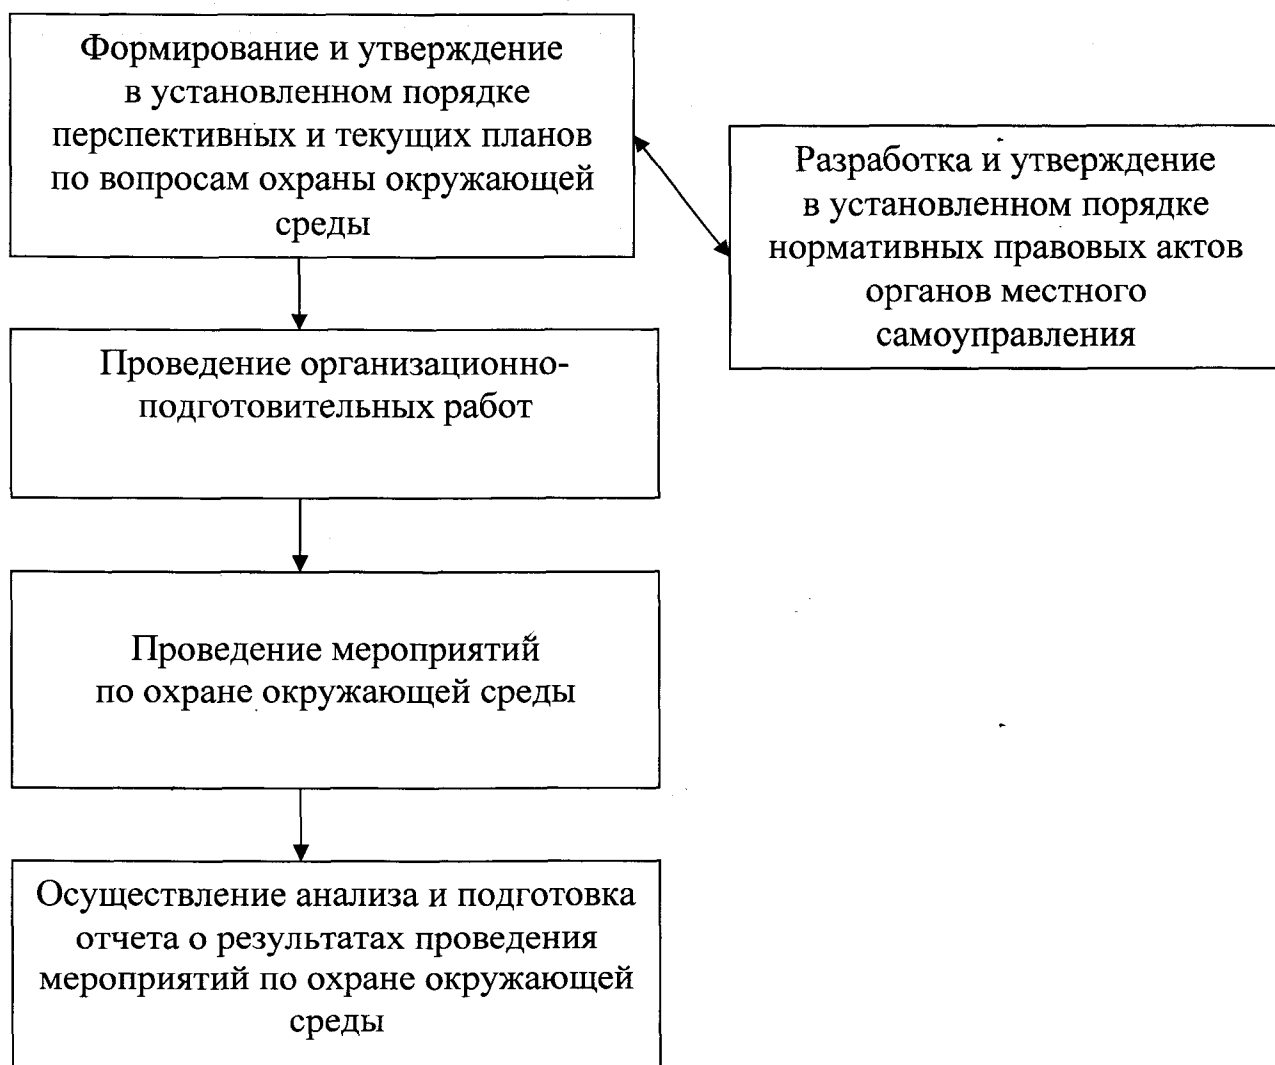 Формирование и утверждение
в установленном порядке
перспективных и текущих планов
по вопросам охраны окружающей
среды
Разработка и утверждение
в установленном порядке
нормативных правовых актов
органов местного
самоуправления
Проведение организационно-
подготовительных работ
Проведение мероприятий
по охране окружающей среды
Осуществление анализа и подготовка
отчета о результатах проведения
мероприятий по охране окружающей
среды